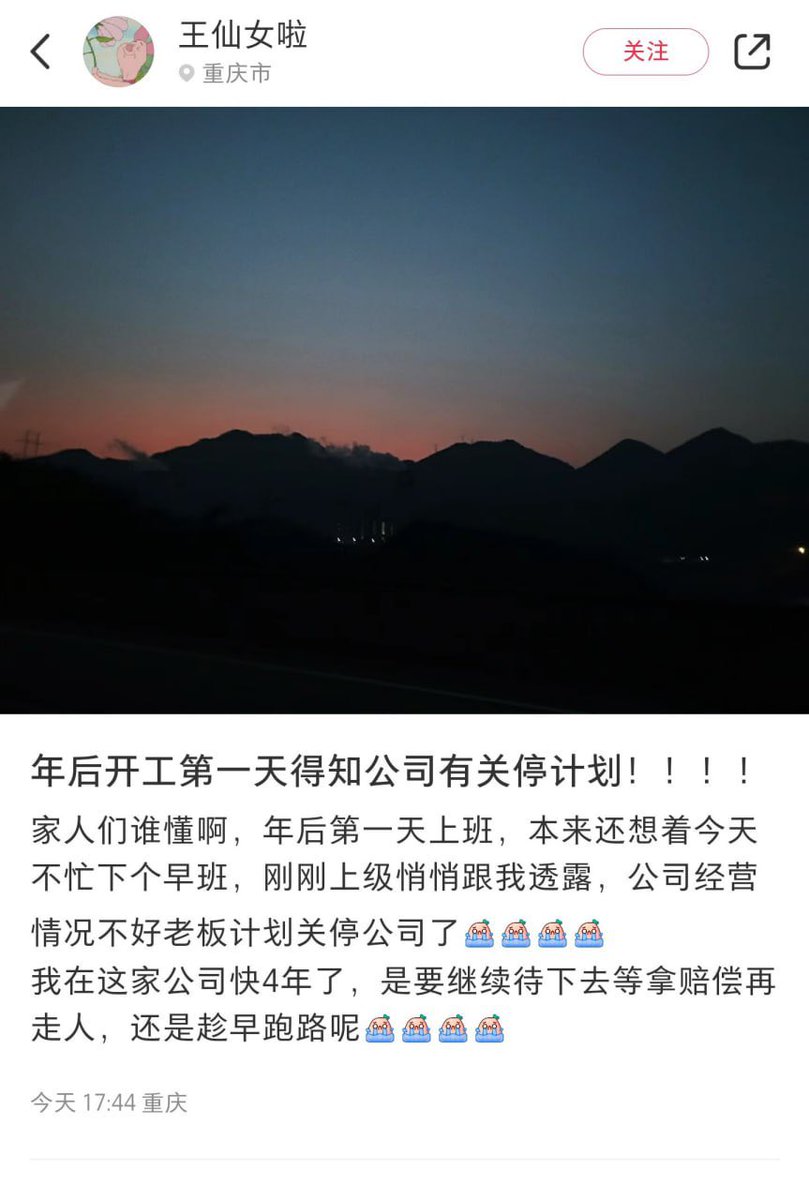 王仙女啦
重庆市
关注
年后开工第一天得知公司有关停计划！！！！
家人们谁懂啊，年后第一天上班，本来还想着今天
不忙下个早班，刚刚上级悄悄跟我透露，公司经营
情况不好老板计划关停公司了
我在这家公司快4年了，是要继续待下去等拿赔偿再
走人，还是趁早跑路呢
今天 17:44 重庆